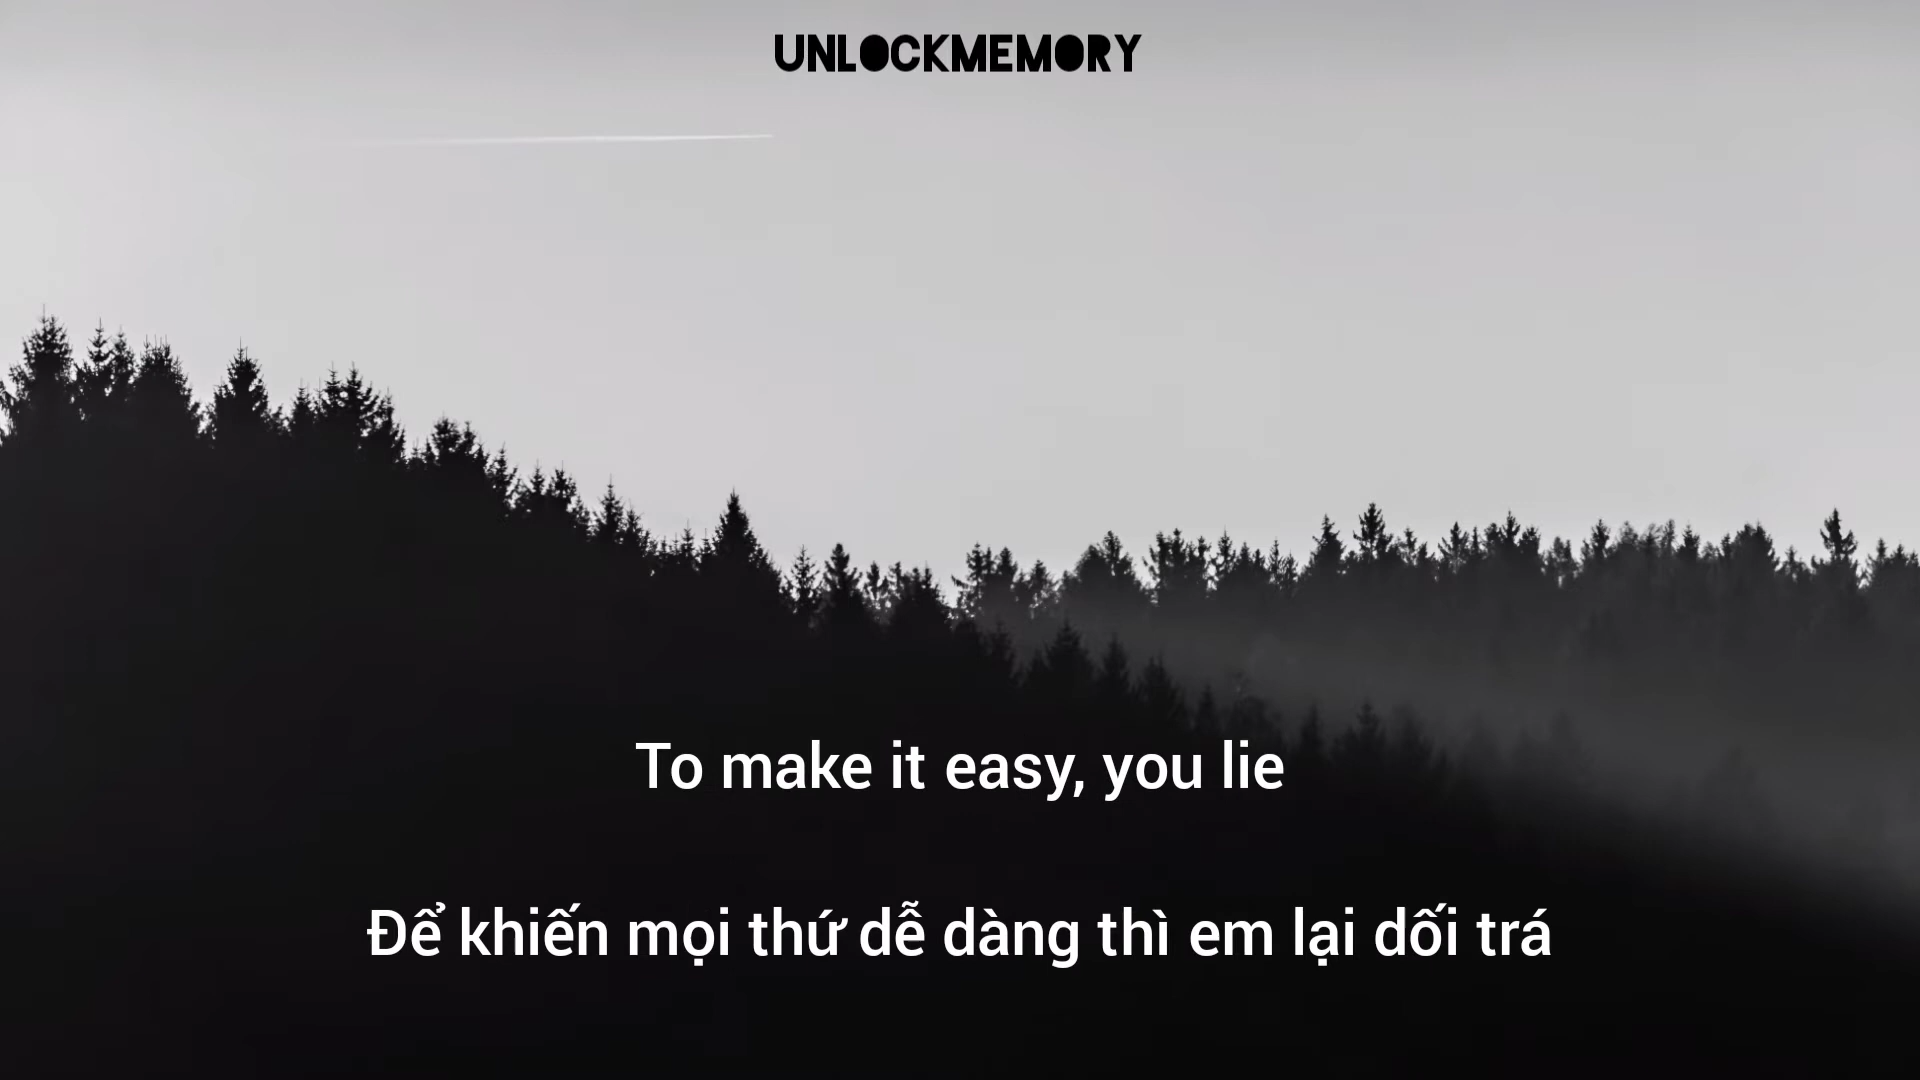 UNLOCKMEMORY
To make it easy, you lie
Để khiến mọi thứ dễ dàng thì em lại dối trá